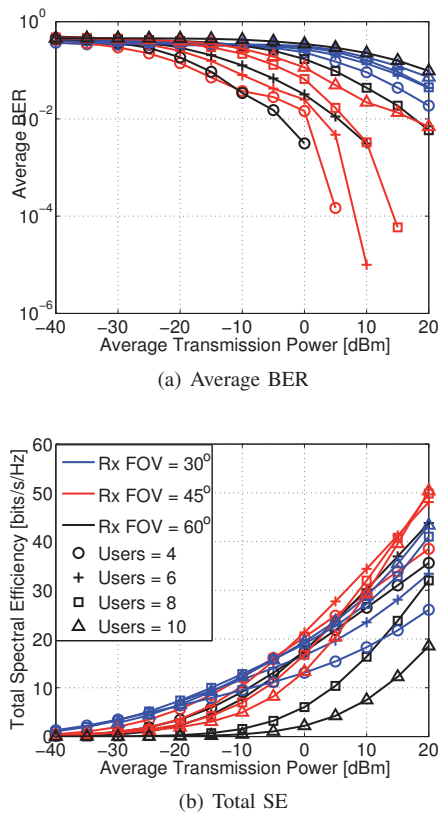 10^0
10^-2
10^-4
10^-6
Average BER
−40 −30 −20 −10 0 10 20
Average Transmission Power [dBm]
(a) Average BER
60
50
40
30
20
10
0
Total Spectral Efficiency [bits/s/Hz]
Rx FOV = 30°
Rx FOV = 45°
Rx FOV = 60°
Users = 4
Users = 6
Users = 8
Users = 10
−40 −30 −20 −10 0 10 20
Average Transmission Power [dBm]
(b) Total SE